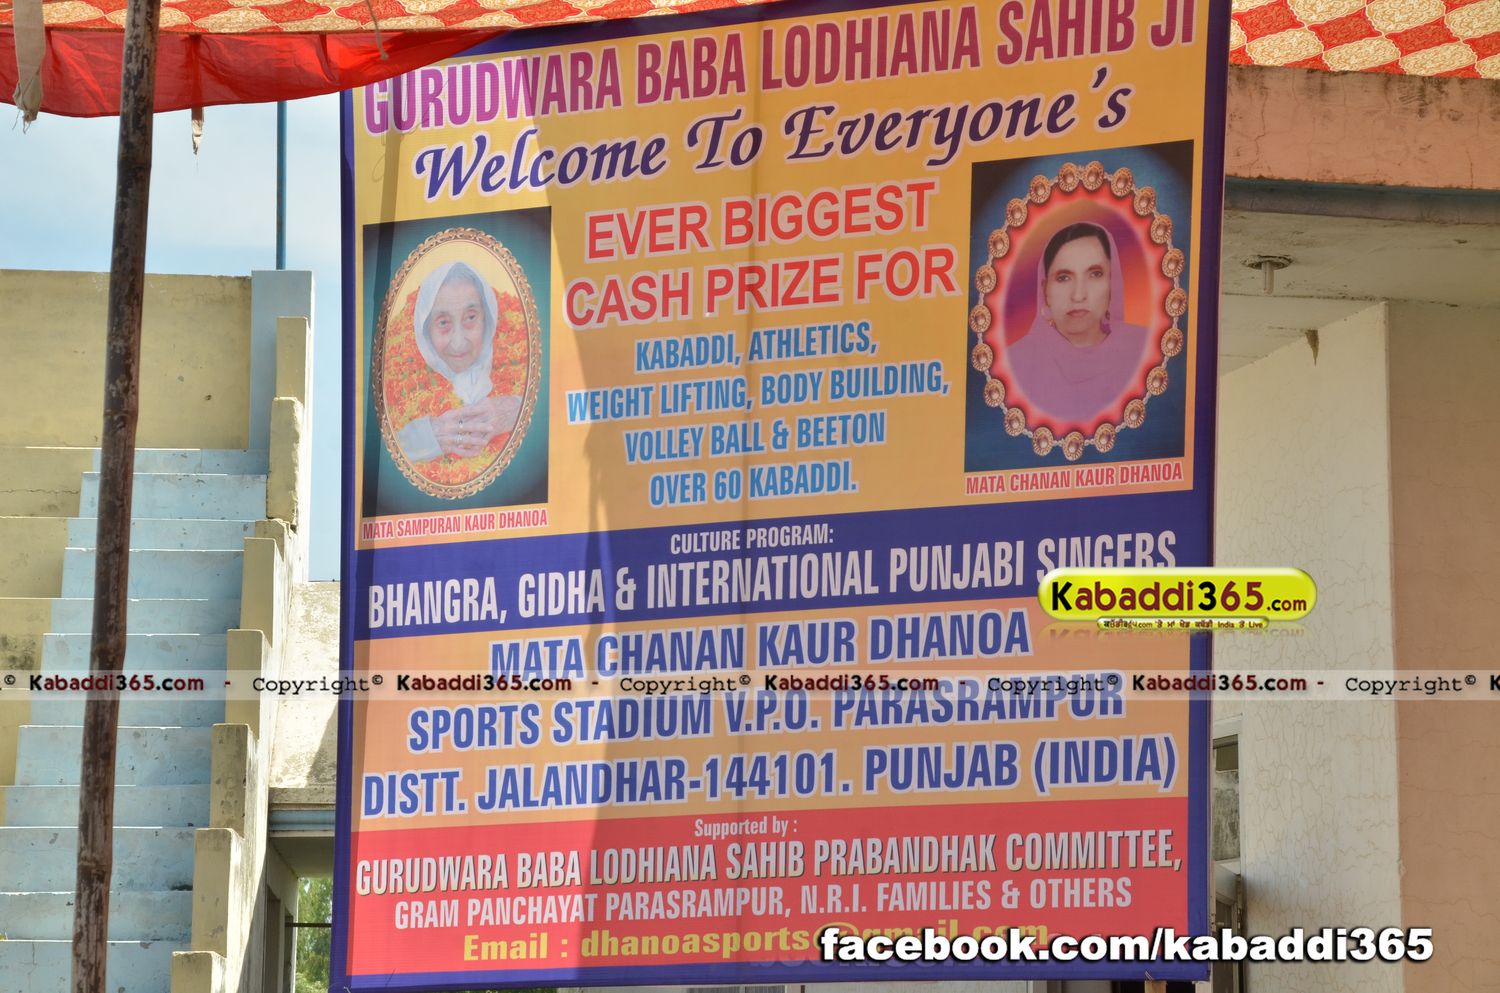 GURUDWARA BABA LODHIANA SAHIB JI
Welcome To Everyone's
EVER BIGGEST
CASH PRIZE FOR
KABADDI, ATHLETICS,
WEIGHT LIFTING, BODY BUILDING,
VOLLEY BALL & BEETON
OVER 60 KABADDI.
MATA SAMPURAN KAUR DHANOA
MATA CHANAN KAUR DHANOA
CULTURE PROGRAM:
BHANGRA, GIDHA & INTERNATIONAL PUNJABI SINGERS
Kabaddi365.com
MATA CHANAN KAUR DHANOA
© Kabaddi365.com - Copyright© Kabaddi365.com - Copyright© Kabaddi365.com - Copyright© Kabaddi365.com - Copyright© K
SPORTS STADIUM V.P.O. PARASRAMPUR
DISTT. JALANDHAR-144101. PUNJAB (INDIA)
Supported by :
GURUDWARA BABA LODHIANA SAHIB PRABANDHAK COMMITTEE,
GRAM PANCHAYAT PARASRAMPUR, N.R.I. FAMILIES & OTHERS
Email : dhanoasports@gmail.com
facebook.com/kabaddi365